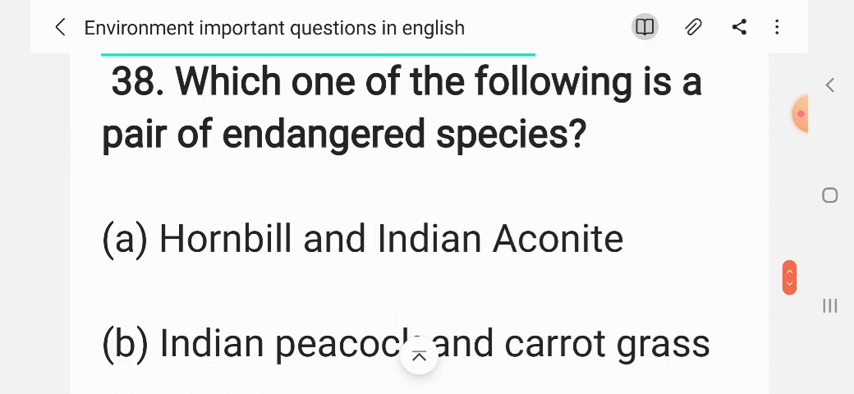 Environment important questions in english
38. Which one of the following is a
pair of endangered species?
(a) Hornbill and Indian Aconite
(b) Indian peacock and carrot grass